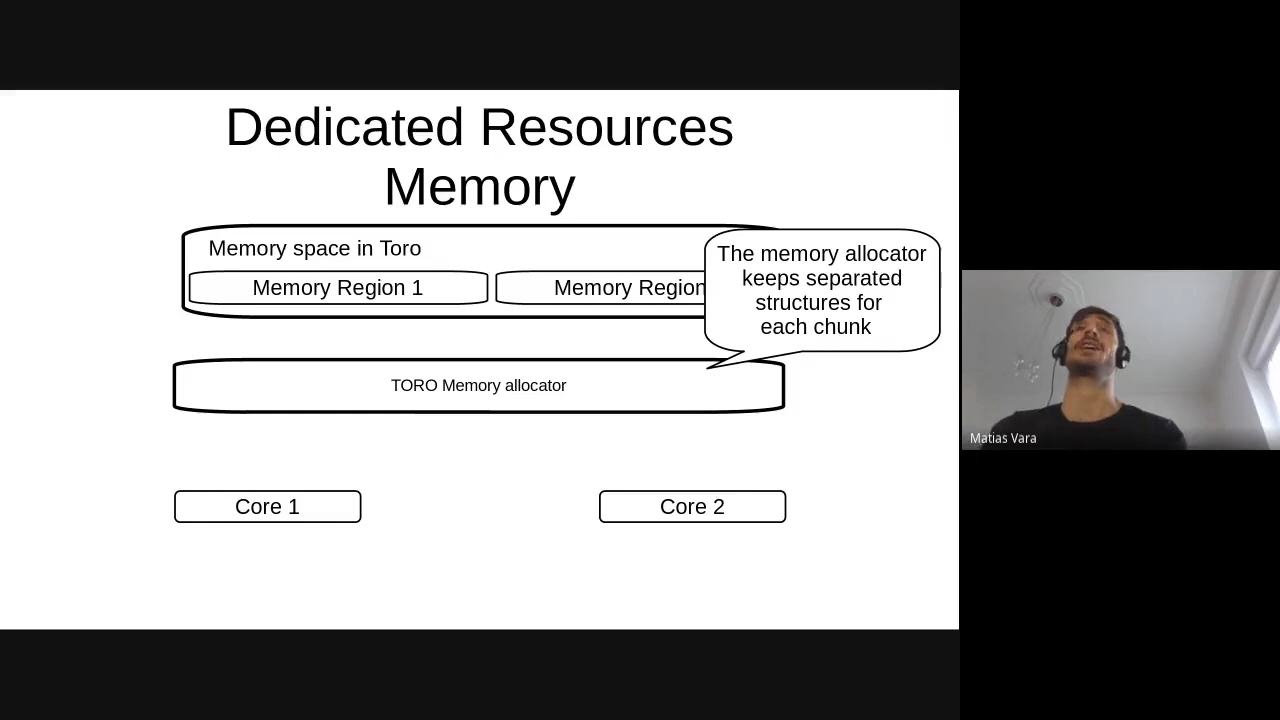 Dedicated Resources
Memory
Memory space in Toro
Memory Region 1
Memory Region
The memory allocator
keeps separated
structures for
each chunk
TORO Memory allocator
Core 1
Core 2
Matias Vara